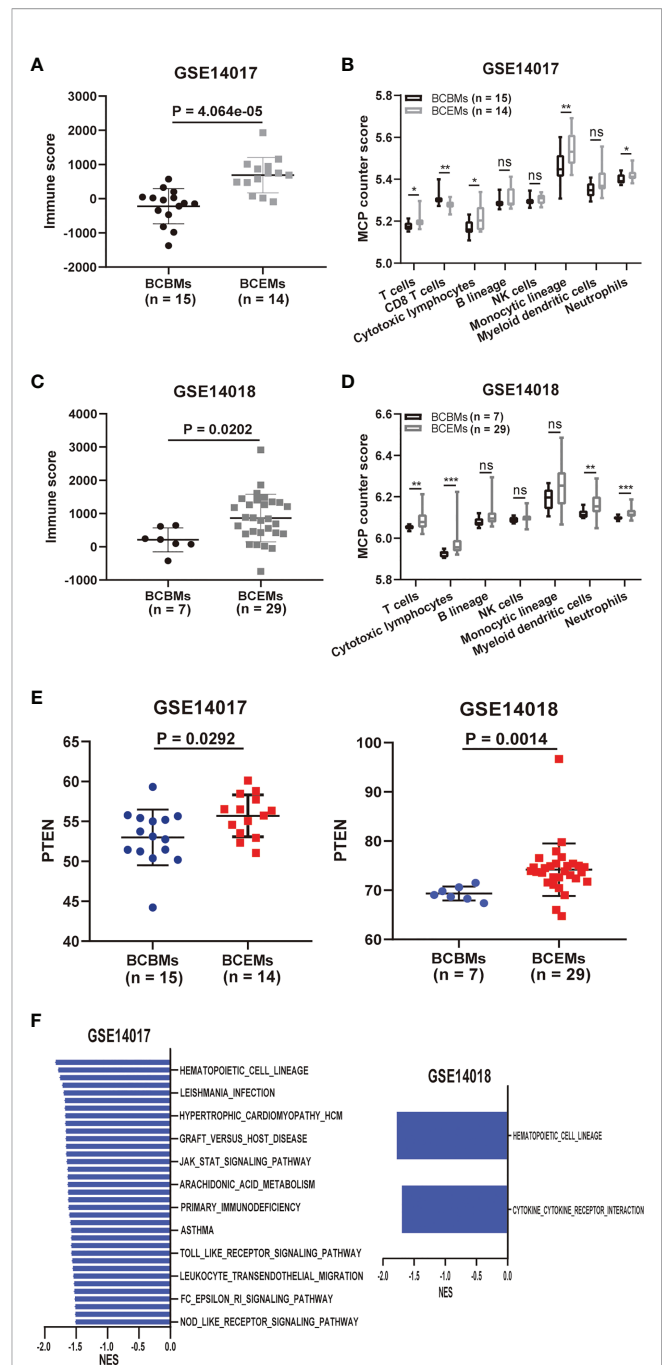 A
GSE14017
P = 4.064e-05
Immune score
3000
2000
1000
0
-1000
-2000
BCBMs
(n = 15)
BCEMs
(n = 14)
B
GSE14017
BCBMs (n = 15)
BCEMs (n = 14)
MCP counter score
5.8
5.6
5.4
5.2
5.0
*
**
*
ns
ns
**
ns
*
T cells
CD8 T cells
Cytotoxic lymphocytes
B lineage
NK cells
Monocytic lineage
Myeloid dendritic cells
Neutrophils
C
GSE14018
P = 0.0202
Immune score
4000
3000
2000
1000
0
-1000
BCBMs
(n = 7)
BCEMs
(n = 29)
D
GSE14018
BCBMs (n = 7)
BCEMs (n = 29)
MCP counter score
6.6
6.4
6.2
6.0
5.8
**
***
ns
ns
ns
**
***
T cells
Cytotoxic lymphocytes
B lineage
NK cells
Monocytic lineage
Myeloid dendritic cells
Neutrophils
E
GSE14017
P = 0.0292
PTEN
65
60
55
50
45
40
BCBMs
(n = 15)
BCEMs
(n = 14)
GSE14018
P = 0.0014
PTEN
100
90
80
70
60
BCBMs
(n = 7)
BCEMs
(n = 29)
F
GSE14017
HEMATOPOIETIC_CELL_LINEAGE
LEISHMANIA_INFECTION
HYPERTROPHIC_CARDIOMYOPATHY_HCM
GRAFT_VERSUS_HOST_DISEASE
JAK_STAT_SIGNALING_PATHWAY
ARACHIDONIC_ACID_METABOLISM
PRIMARY_IMMUNODEFICIENCY
ASTHMA
TOLL_LIKE_RECEPTOR_SIGNALING_PATHWAY
LEUKOCYTE_TRANSENDOTHELIAL_MIGRATION
FC_EPSILON_RI_SIGNALING_PATHWAY
NOD_LIKE_RECEPTOR_SIGNALING_PATHWAY
-2.0 -1.5 -1.0 -0.5 0.0
NES
GSE14018
HEMATOPOIETIC_CELL_LINEAGE
CYTOKINE_CYTOKINE_RECEPTOR_INTERACTION
-2.0 -1.5 -1.0 -0.5 0.0
NES